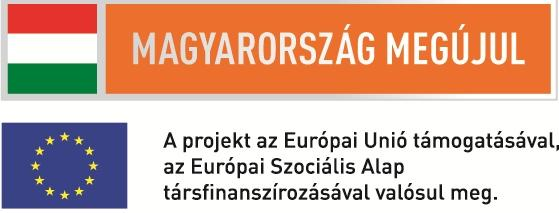 MAGYARORSZÁG MEGÚJUL
A projekt az Európai Unió támogatásával,
az Európai Szociális Alap
társfinanszírozásával valósul meg.